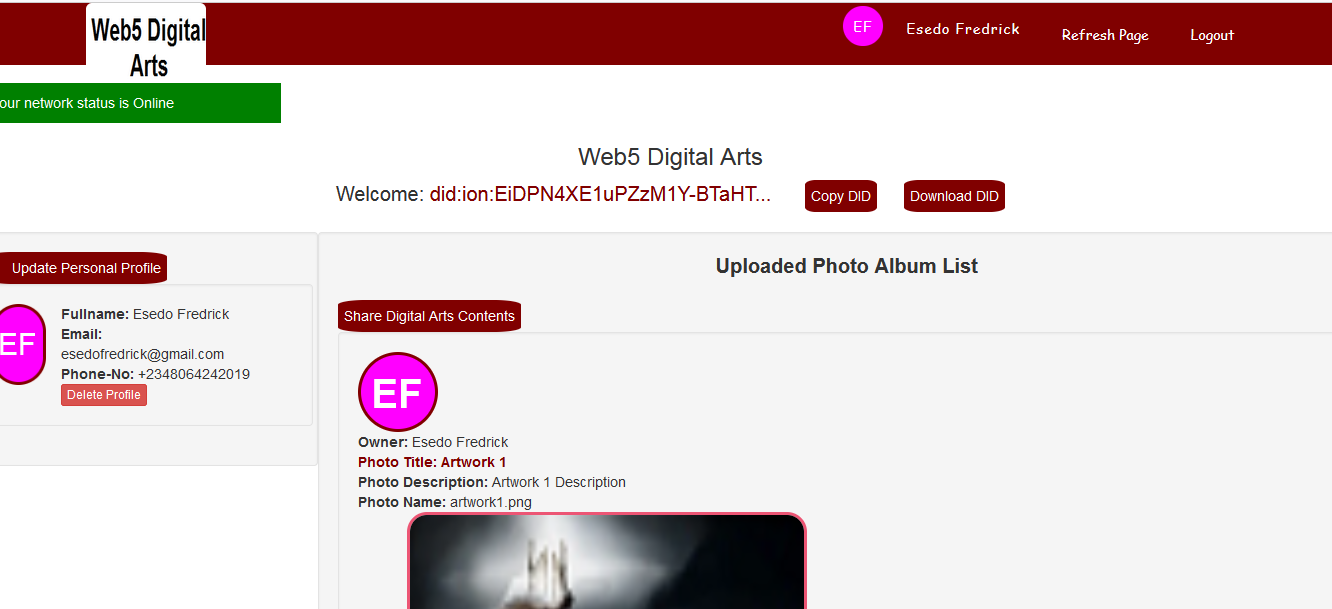 Web5 Digital
Arts
EF
Esedo Fredrick
Refresh Page
Logout
our network status is Online
Web5 Digital Arts
Welcome: did:ion:EiDPN4XE1uPZzM1Y-BTaHT...
Copy DID
Download DID
Update Personal Profile
EF
Fullname: Esedo Fredrick
Email:
esedofredrick@gmail.com
Phone-No: +2348064242019
Delete Profile
Uploaded Photo Album List
Share Digital Arts Contents
EF
Owner: Esedo Fredrick
Photo Title: Artwork 1
Photo Description: Artwork 1 Description
Photo Name: artwork1.png